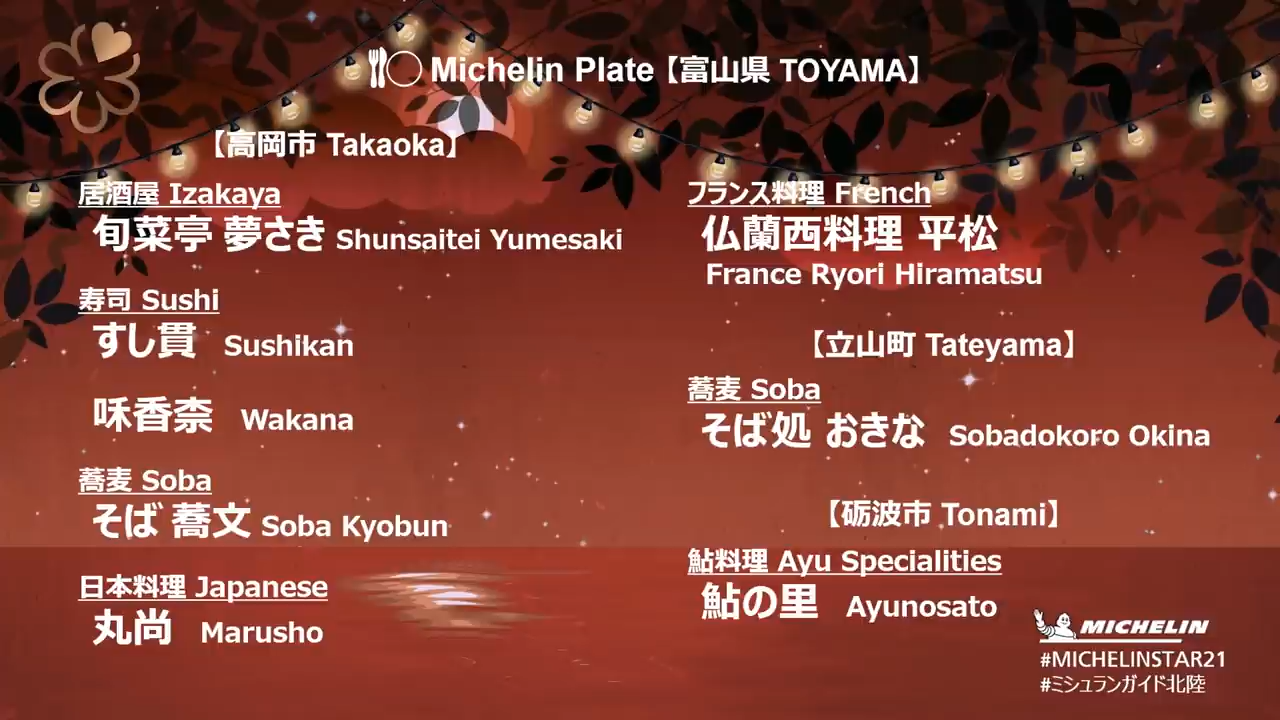 Michelin Plate【富山県 TOYAMA】
【高岡市 Takaoka】
居酒屋 Izakaya
旬菜亭 夢さき Shunsaitei Yumesaki
寿司 Sushi
すし貫 Sushikan
味香柰 Wakana
蕎麦 Soba
そば 蕎文 Soba Kyobun
日本料理 Japanese
丸尚 Marusho
フランス料理 French
仏蘭西料理 平松
France Ryori Hiramatsu
【立山町 Tateyama】
蕎麦 Soba
そば処 おきな Sobadokoro Okina
【砺波市 Tonami】
鮎料理 Ayu Specialities
鮎の里 Ayunosato
MICHELIN
#MICHELINSTAR21
#ミシュランガイド北陸